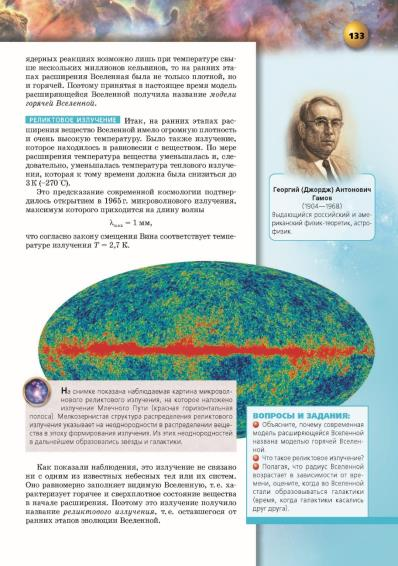 133
ядерных реакциях возможно лишь при температуре свы-
ше нескольких миллионов кельвинов, то на ранних эта-
пах расширения Вселенная была не только плотной, но
и горячей. Поэтому принятая в настоящее время модель
расширяющейся Вселенной получила название модели
горячей Вселенной.
РЕЛИКТОВОЕ ИЗЛУЧЕНИЕ Итак, на ранних этапах рас-
ширения вещество Вселенной имело огромную плотность
и очень высокую температуру. Было также излучение,
которое находилось в равновесии с веществом. По мере
расширения температура вещества уменьшалась и, сле-
довательно, уменьшалась температура теплового излуче-
ния, которая к тому времени должна была снизиться до
3 К (–270 °С).
Это предсказание современной космологии подтвер-
дилось открытием в 1965 г. микроволнового излучения,
максимум которого приходится на длину волны
λmax = 1 мм,
что согласно закону смещения Вина соответствует темпе-
ратуре излучения T = 2,7 К.
Георгий (Джордж) Антонович
Гамов
(1904—1968)
Выдающийся российский и аме-
риканский физик-теоретик, астро-
физик.
На снимке показана наблюдаемая картина микровол-
нового реликтового излучения, на которое наложено
излучение Млечного Пути (красная горизонтальная
полоса). Мелкозернистая структура распределения реликтового
излучения указывает на неоднородности в распределении веще-
ства в эпоху формирования излучения. Из этих неоднородностей
в дальнейшем образовались звезды и галактики.
Как показали наблюдения, это излучение не связано
ни с одним из известных небесных тел или их систем.
Оно равномерно заполняет видимую Вселенную, т. е. ха-
рактеризует горячее и сверхплотное состояние вещества
в начале расширения. Поэтому это излучение получило
название реликтового излучения, т. е. оставшегося от
ранних этапов эволюции Вселенной.
ВОПРОСЫ И ЗАДАНИЯ:
Объясните, почему современная
модель расширяющейся Вселенной
названа моделью горячей Вселен-
ной.
Что такое реликтовое излучение?
Полагая, что радиус Вселенной
возрастает в зависимости от вре-
мени, оцените, когда во Вселенной
стали образовываться галактики
(время, когда галактики касались
друг друга).